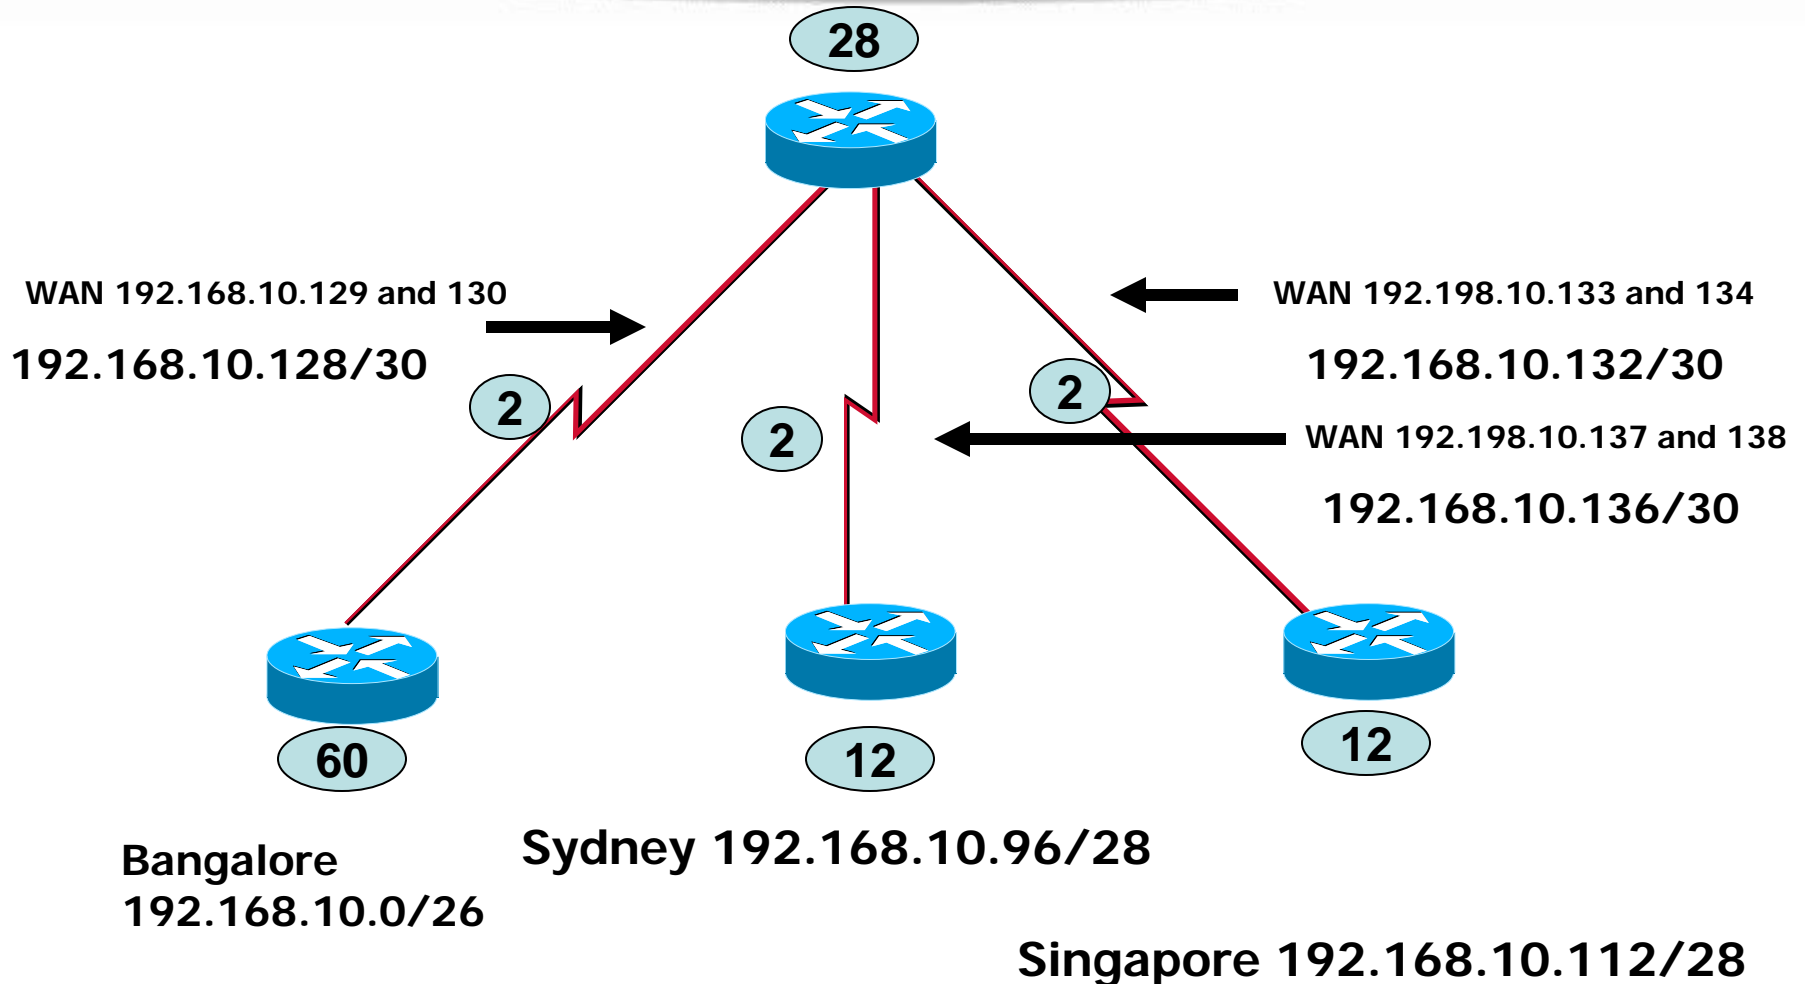 28
WAN 192.168.10.129 and 130
192.168.10.128/30
WAN 192.198.10.133 and 134
192.168.10.132/30
2
2
2
WAN 192.198.10.137 and 138
192.168.10.136/30
60
12
12
Bangalore
192.168.10.0/26
Sydney 192.168.10.96/28
Singapore 192.168.10.112/28